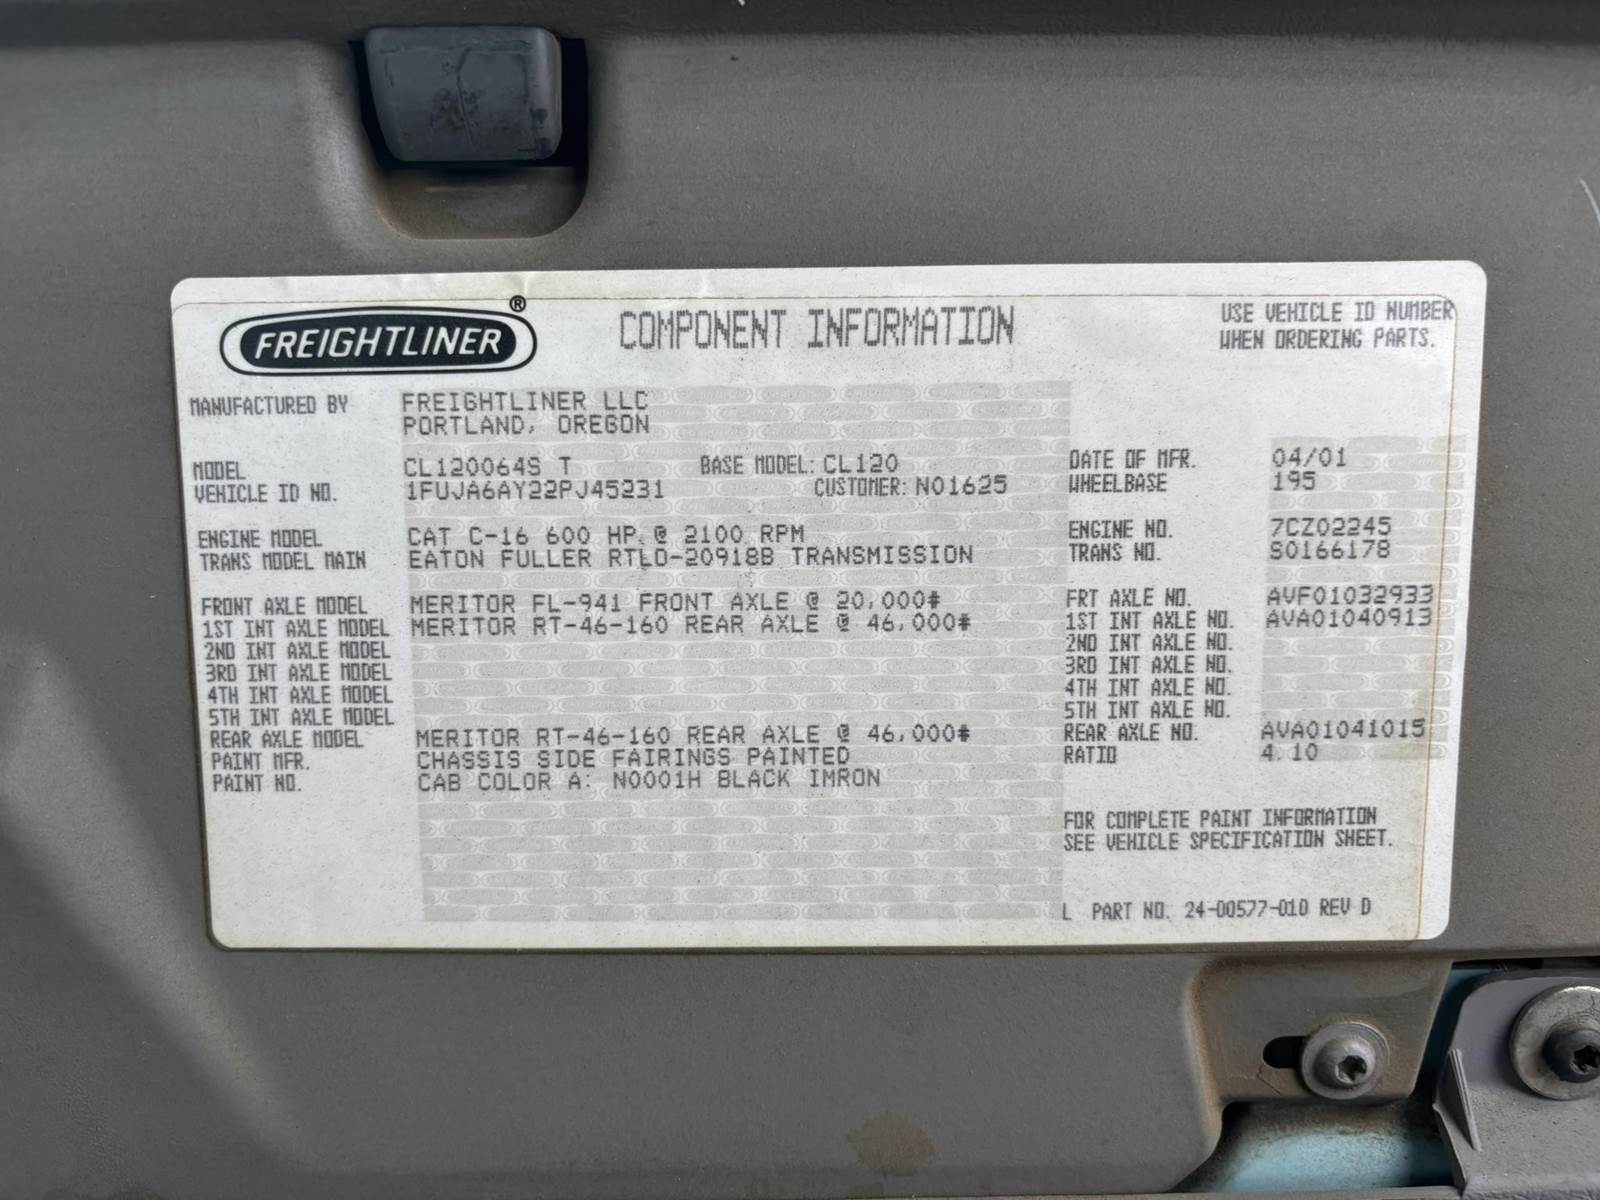 FREIGHTLINER ®
COMPONENT INFORMATION
USE VEHICLE ID NUMBER
WHEN ORDERING PARTS.
MANUFACTURED BY FREIGHTLINER LLC
PORTLAND, OREGON
MODEL CL120064S T BASE MODEL: CL120 DATE OF MFR. 04/01
VEHICLE ID NO. 1FUJA6AY22PJ45231 CUSTOMER: N01625 WHEELBASE 195
ENGINE MODEL CAT C-16 600 HP @ 2100 RPM ENGINE NO. 7CZ02245
TRANS MODEL MAIN EATON FULLER RTLO-20918B TRANSMISSION TRANS NO. S0166178
FRONT AXLE MODEL MERITOR FL-941 FRONT AXLE @ 20,000# FRT AXLE NO. AVF01032933
1ST INT AXLE MODEL MERITOR RT-46-160 REAR AXLE @ 46,000# 1ST INT AXLE NO. AVA01040913
2ND INT AXLE MODEL 2ND INT AXLE NO.
3RD INT AXLE MODEL 3RD INT AXLE NO.
4TH INT AXLE MODEL 4TH INT AXLE NO.
5TH INT AXLE MODEL 5TH INT AXLE NO.
REAR AXLE MODEL MERITOR RT-46-160 REAR AXLE @ 46,000# REAR AXLE NO. AVA01041015
PAINT MFR. CHASSIS SIDE FAIRINGS PAINTED RATIO 4.10
PAINT NO. CAB COLOR A: N0001H BLACK IMRON
FOR COMPLETE PAINT INFORMATION
SEE VEHICLE SPECIFICATION SHEET.
L PART NO. 24-00577-010 REV D